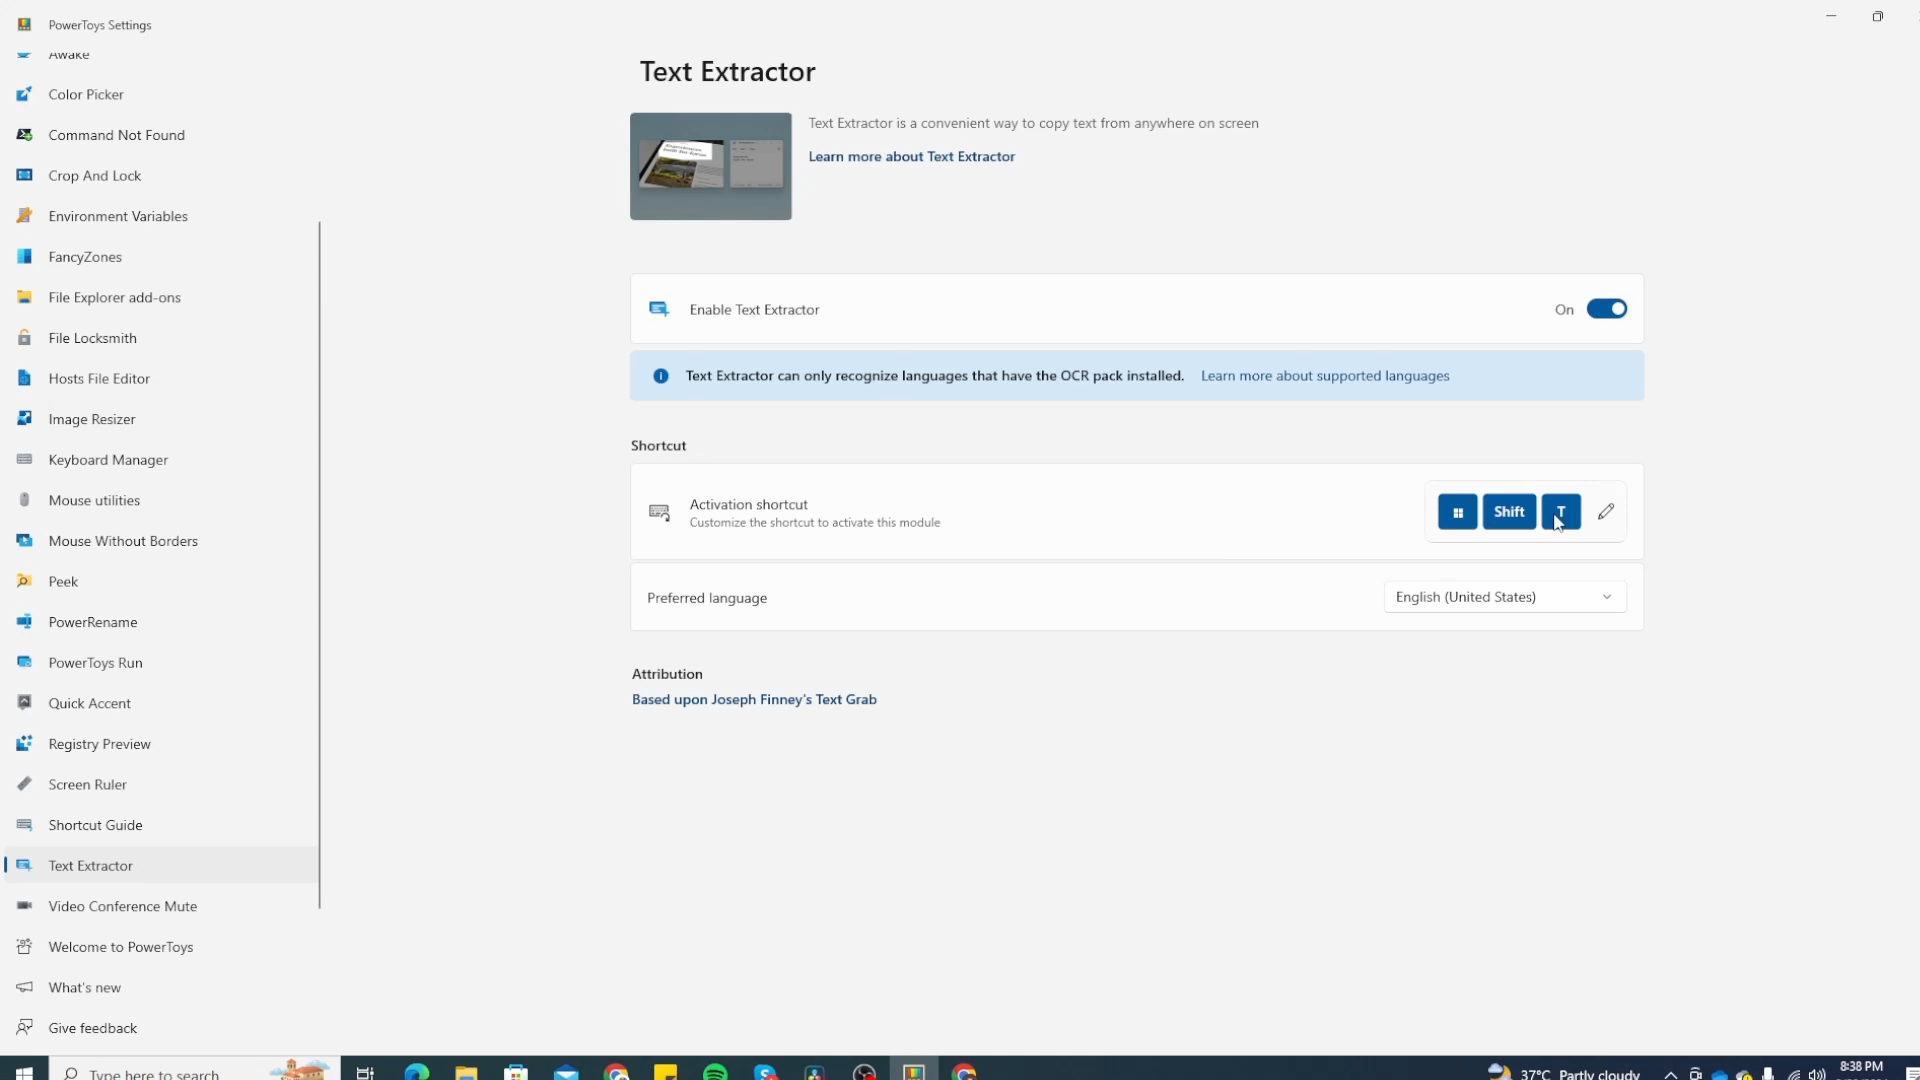 PowerToys Settings
Awake
Color Picker
Command Not Found
Crop And Lock
Environment Variables
FancyZones
File Explorer add-ons
File Locksmith
Hosts File Editor
Image Resizer
Keyboard Manager
Mouse utilities
Mouse Without Borders
Peek
PowerRename
PowerToys Run
Quick Accent
Registry Preview
Screen Ruler
Shortcut Guide
Text Extractor
Video Conference Mute
Welcome to PowerToys
What's new
Give feedback
Text Extractor
Text Extractor is a convenient way to copy text from anywhere on screen
Learn more about Text Extractor
Enable Text Extractor
On
Text Extractor can only recognize languages that have the OCR pack installed. Learn more about supported languages
Shortcut
Activation shortcut
Customize the shortcut to activate this module
Shift T
Preferred language
English (United States)
Attribution
Based upon Joseph Finney's Text Grab
Type here to search
37°C Partly cloudy
8:38 PM